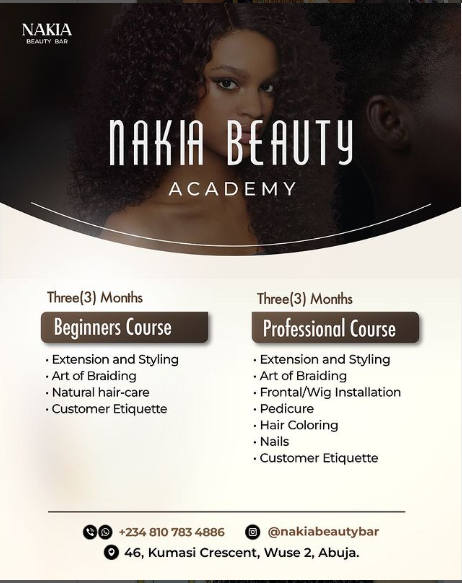 NAKIA
BEAUTY BAR
NAKIA BEAUTY
ACADEMY
Three(3) Months
Beginners Course
· Extension and Styling
· Art of Braiding
· Natural hair-care
· Customer Etiquette
Three(3) Months
Professional Course
· Extension and Styling
· Art of Braiding
· Frontal/Wig Installation
· Pedicure
· Hair Coloring
· Nails
· Customer Etiquette
+234 810 783 4886 @nakiabeautybar
46, Kumasi Crescent, Wuse 2, Abuja.